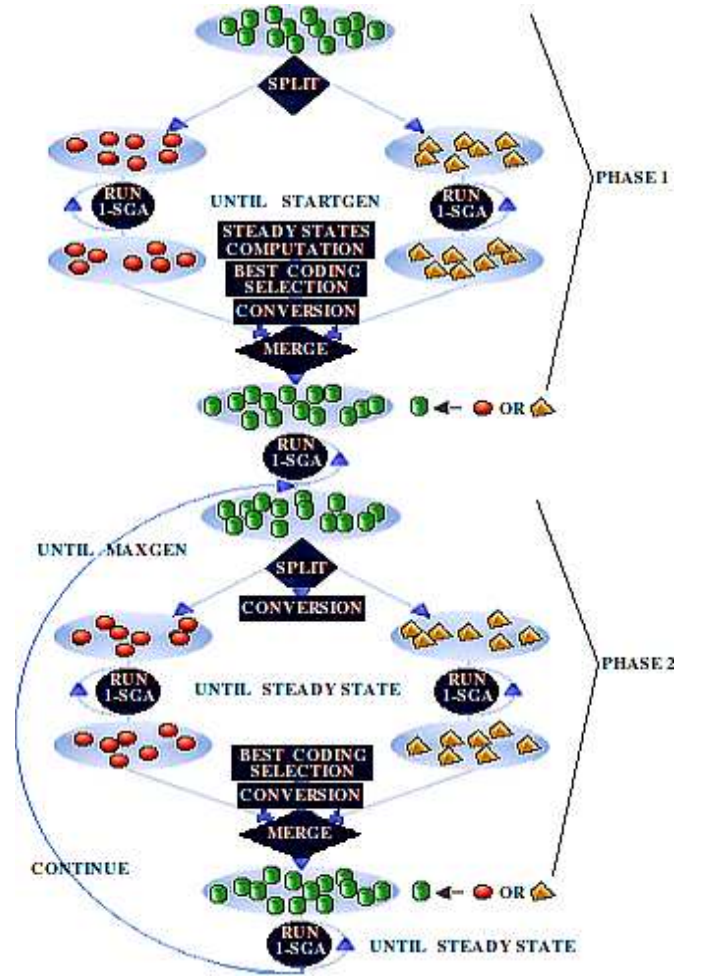 SPLIT
RUN
1-SGA
UNTIL STARTGEN
RUN
1-SGA
PHASE 1
STEADY STATES
COMPUTATION
BEST CODING
SELECTION
CONVERSION
MERGE
OR
RUN
1-SGA
UNTIL MAXGEN
SPLIT
CONVERSION
RUN
1-SGA
UNTIL STEADY STATE
RUN
1-SGA
PHASE 2
BEST CODING
SELECTION
CONVERSION
MERGE
CONTINUE
OR
RUN
1-SGA
UNTIL STEADY STATE